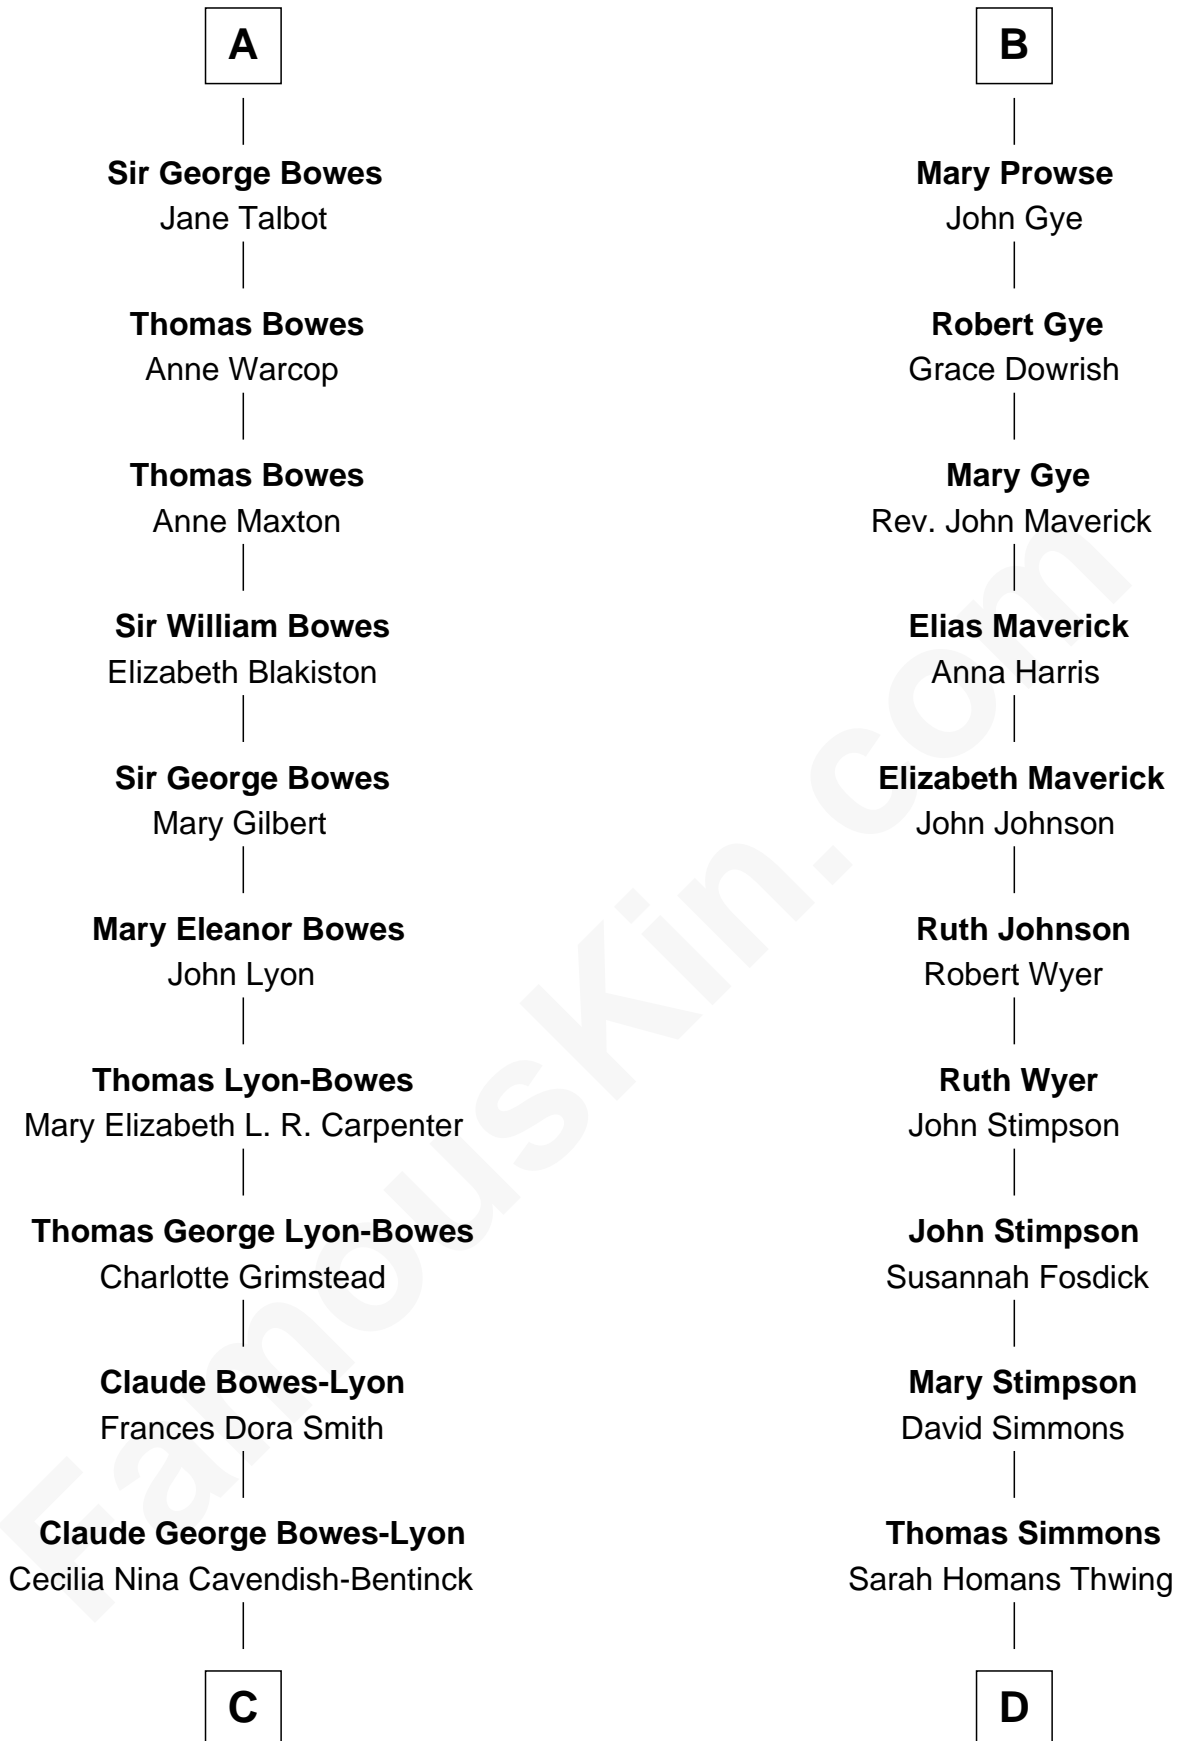 A
Sir George Bowes
Jane Talbot
Thomas Bowes
Anne Warcop
Thomas Bowes
Anne Maxton
Sir William Bowes
Elizabeth Blakiston
Sir George Bowes
Mary Gilbert
Mary Eleanor Bowes
John Lyon
Thomas Lyon-Bowes
Mary Elizabeth L. R. Carpenter
Thomas George Lyon-Bowes
Charlotte Grimstead
Claude Bowes-Lyon
Frances Dora Smith
Claude George Bowes-Lyon
Cecilia Nina Cavendish-Bentinck
C
B
Mary Prowse
John Gye
Robert Gye
Grace Dowrish
Mary Gye
Rev. John Maverick
Elias Maverick
Anna Harris
Elizabeth Maverick
John Johnson
Ruth Johnson
Robert Wyer
Ruth Wyer
John Stimpson
John Stimpson
Susannah Fosdick
Mary Stimpson
David Simmons
Thomas Simmons
Sarah Homans Thwing
D
FamousKin.com